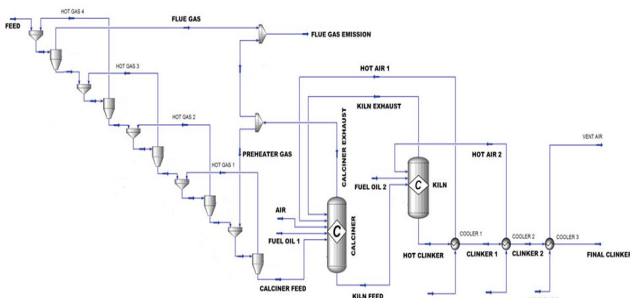 HOT GAS 4
FEED
FLUE GAS
FLUE GAS EMISSION
HOT GAS 3
HOT AIR 1
KILN EXHAUST
HOT GAS 2
VENT AIR
HOT AIR 2
PREHEATER GAS
CALCINER EXHAUST
HOT GAS 1
FUEL OIL 2
C
KILN
AIR
C
CALCINER
FUEL OIL 1
COOLER 1
COOLER 2
COOLER 3
HOT CLINKER
CLINKER 1
CLINKER 2
FINAL CLINKER
CALCINER FEED
KILN FEED